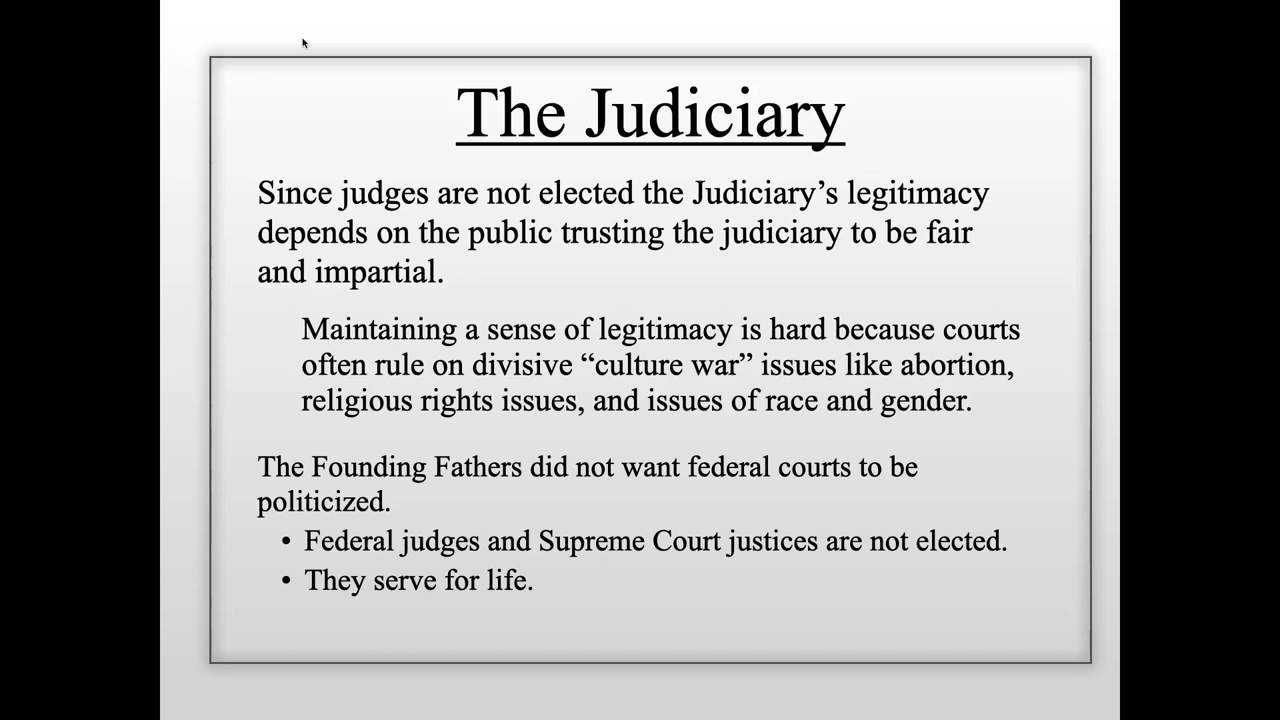 The Judiciary
Since judges are not elected the Judiciary’s legitimacy
depends on the public trusting the judiciary to be fair
and impartial.
Maintaining a sense of legitimacy is hard because courts
often rule on divisive “culture war” issues like abortion,
religious rights issues, and issues of race and gender.
The Founding Fathers did not want federal courts to be
politicized.
• Federal judges and Supreme Court justices are not elected.
• They serve for life.